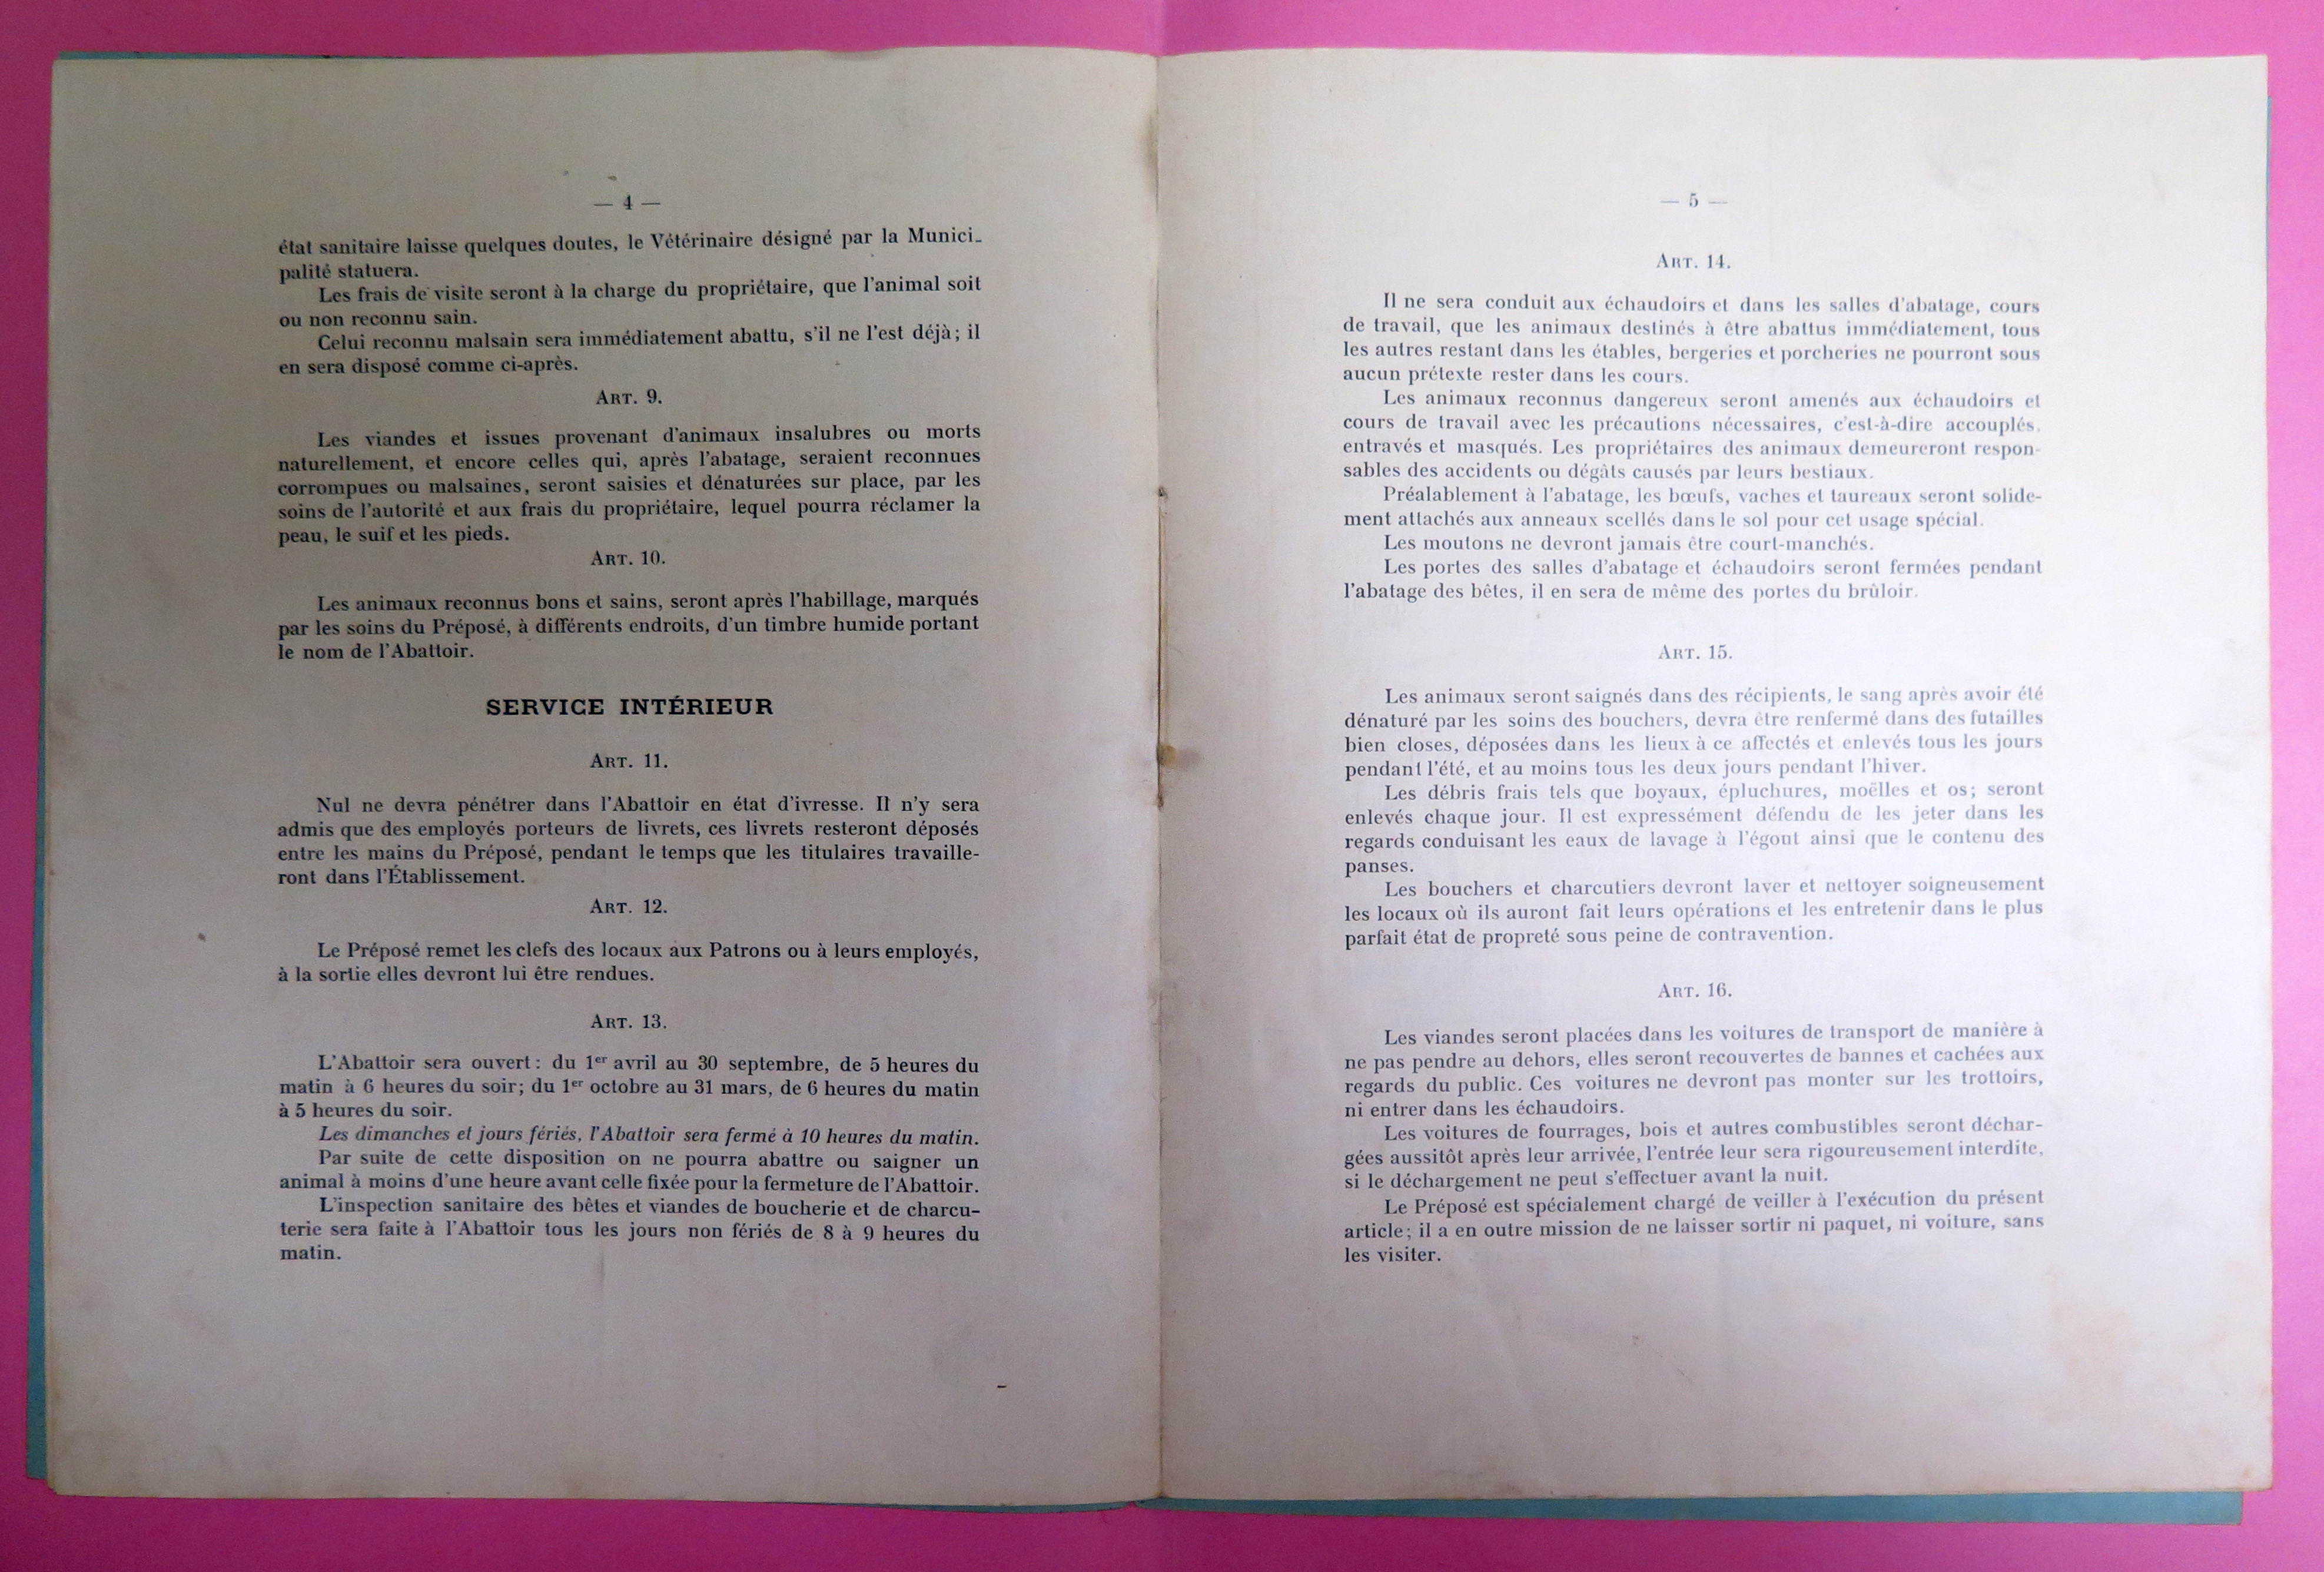 — 4 —
état sanitaire laisse quelques doutes, le Vétérinaire désigné par la Munici-
palité statuera.
Les frais de visite seront à la charge du propriétaire, que l'animal soit
ou non reconnu sain.
Celui reconnu malsain sera immédiatement abattu, s'il ne l'est déjà; il
en sera disposé comme ci-après.
ART. 9.
Les viandes et issues provenant d'animaux insalubres ou morts
naturellement, et encore celles qui, après l'abatage, seraient reconnues
corrompues ou malsaines, seront saisies et dénaturées sur place, par les
soins de l'autorité et aux frais du propriétaire, lequel pourra réclamer la
peau, le suif et les pieds.
ART. 10.
Les animaux reconnus bons et sains, seront après l'habillage, marqués
par les soins du Préposé, à différents endroits, d'un timbre humide portant
le nom de l'Abattoir.
SERVICE INTÉRIEUR
ART. 11.
Nul ne devra pénétrer dans l'Abattoir en état d'ivresse. Il n'y sera
admis que des employés porteurs de livrets, ces livrets resteront déposés
entre les mains du Préposé, pendant le temps que les titulaires travaille-
ront dans l'Établissement.
ART. 12.
Le Préposé remet les clefs des locaux aux Patrons ou à leurs employés,
à la sortie elles devront lui être rendues.
ART. 13.
L'Abattoir sera ouvert : du 1er avril au 30 septembre, de 5 heures du
matin à 6 heures du soir; du 1er octobre au 31 mars, de 6 heures du matin
à 5 heures du soir.
Les dimanches et jours fériés, l'Abattoir sera fermé à 10 heures du matin.
Par suite de cette disposition on ne pourra abattre ou saigner un
animal à moins d'une heure avant celle fixée pour la fermeture de l'Abattoir.
L'inspection sanitaire des bêtes et viandes de boucherie et de charcu-
terie sera faite à l'Abattoir tous les jours non fériés de 8 à 9 heures du
matin.
— 5 —
ART. 14.
Il ne sera conduit aux échaudoirs et dans les salles d'abatage, cours
de travail, que les animaux destinés à être abattus immédiatement, tous
les autres restant dans les étables, bergeries et porcheries ne pourront sous
aucun prétexte rester dans les cours.
Les animaux reconnus dangereux seront amenés aux échaudoirs et
cours de travail avec les précautions nécessaires, c'est-à-dire accouplés,
entravés et masqués. Les propriétaires des animaux demeureront respon-
sables des accidents ou dégâts causés par leurs bestiaux.
Préalablement à l'abatage, les bœufs, vaches et taureaux seront solide-
ment attachés aux anneaux scellés dans le sol pour cet usage spécial.
Les moutons ne devront jamais être court-manchés.
Les portes des salles d'abatage et échaudoirs seront fermées pendant
l'abatage des bêtes, il en sera de même des portes du brûloir.
ART. 15.
Les animaux seront saignés dans des récipients, le sang après avoir été
dénaturé par les soins des bouchers, devra être renfermé dans des futailles
bien closes, déposées dans les lieux à ce affectés et enlevés tous les jours
pendant l'été, et au moins tous les deux jours pendant l'hiver.
Les débris frais tels que boyaux, épluchures, moëlles et os; seront
enlevés chaque jour. Il est expressément défendu de les jeter dans les
regards conduisant les eaux de lavage à l'égout ainsi que le contenu des
panses.
Les bouchers et charcutiers devront laver et nettoyer soigneusement
les locaux où ils auront fait leurs opérations et les entretenir dans le plus
parfait état de propreté sous peine de contravention.
ART. 16.
Les viandes seront placées dans les voitures de transport de manière à
ne pas pendre au dehors, elles seront recouvertes de bannes et cachées aux
regards du public. Ces voitures ne devront pas monter sur les trottoirs,
ni entrer dans les échaudoirs.
Les voitures de fourrages, bois et autres combustibles seront déchar-
gées aussitôt après leur arrivée, l'entrée leur sera rigoureusement interdite,
si le déchargement ne peut s'effectuer avant la nuit.
Le Préposé est spécialement chargé de veiller à l'exécution du présent
article; il a en outre mission de ne laisser sortir ni paquet, ni voiture, sans
les visiter.